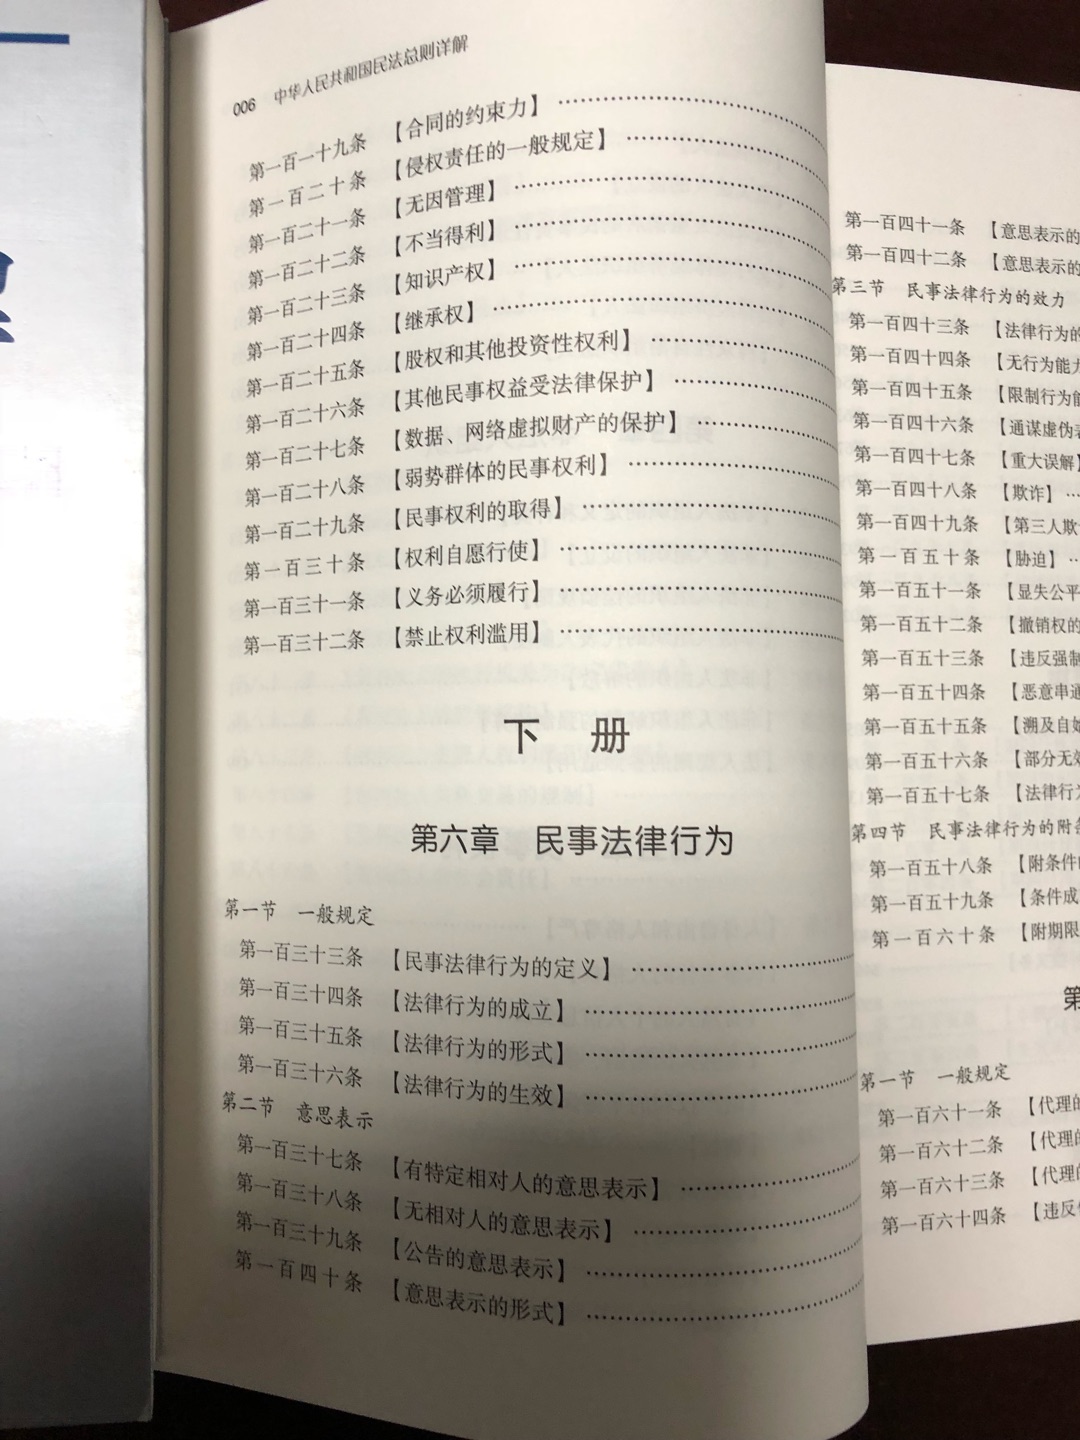 006 中华人民共和国民法总则详解
第一百一十九条 【合同的约束力】
第一百二十条 【侵权责任的一般规定】
第一百二十一条 【无因管理】
第一百二十二条 【不当得利】
第一百二十三条 【知识产权】
第一百二十四条 【继承权】
第一百二十五条 【股权和其他投资性权利】
第一百二十六条 【其他民事权益受法律保护】
第一百二十七条 【数据、网络虚拟财产的保护】
第一百二十八条 【弱势群体的民事权利】
第一百二十九条 【民事权利的取得】
第一百三十条 【权利自愿行使】
第一百三十一条 【义务必须履行】
第一百三十二条 【禁止权利滥用】
下 册
第六章 民事法律行为
第一节 一般规定
第一百三十三条 【民事法律行为的定义】
第一百三十四条 【法律行为的成立】
第一百三十五条 【法律行为的形式】
第一百三十六条 【法律行为的生效】
第二节 意思表示
第一百三十七条 【有特定相对人的意思表示】
第一百三十八条 【无相对人的意思表示】
第一百三十九条 【公告的意思表示】
第一百四十条 【意思表示的形式】
第一百四十一条 【意思表示的
第一百四十二条 【意思表示的
第三节 民事法律行为的效力
第一百四十三条 【法律行为的
第一百四十四条 【无行为能力
第一百四十五条 【限制行为能
第一百四十六条 【通谋虚伪表
第一百四十七条 【重大误解】
第一百四十八条 【欺诈】
第一百四十九条 【第三人欺诈
第一百五十条 【胁迫】
第一百五十一条 【显失公平
第一百五十二条 【撤销权的
第一百五十三条 【违反强制
第一百五十四条 【恶意串通
第一百五十五条 【溯及自始
第一百五十六条 【部分无效
第一百五十七条 【法律行为
第四节 民事法律行为的附条
第一百五十八条 【附条件的
第一百五十九条 【条件成
第一百六十条 【附期限
第
第一节 一般规定
第一百六十一条 【代理的
第一百六十二条 【代理的
第一百六十三条 【代理的
第一百六十四条 【违反